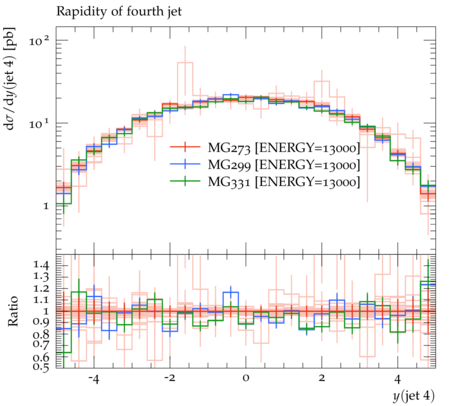 Rapidity of fourth jet
dσ/dy(jet 4) [pb]
10²
10¹
1
MG273 [ENERGY=13000]
MG299 [ENERGY=13000]
MG331 [ENERGY=13000]
Ratio
1.4
1.3
1.2
1.1
1
0.9
0.8
0.7
0.6
0.5
-4 -2 0 2 4
y(jet 4)